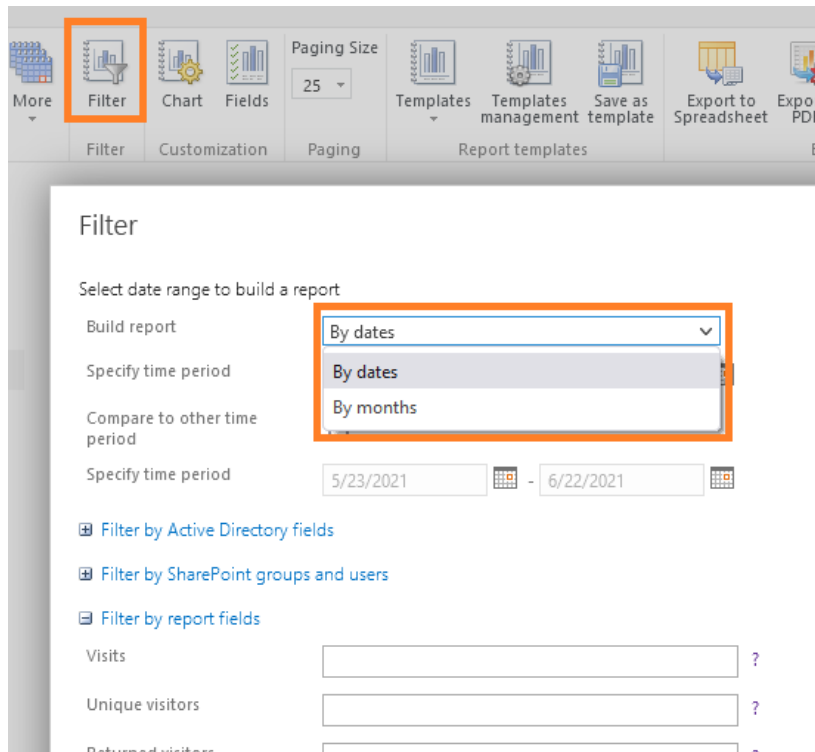 More
Filter
Chart
Fields
Paging Size
25
Templates
Templates
management
Save as
template
Export to
Spreadsheet
Filter
Customization
Paging
Report templates
Filter
Select date range to build a report
Build report
By dates
Specify time period
By dates
By months
Compare to other time
period
Specify time period
5/23/2021
-
6/22/2021
Filter by Active Directory fields
Filter by SharePoint groups and users
Filter by report fields
Visits
?
Unique visitors
?